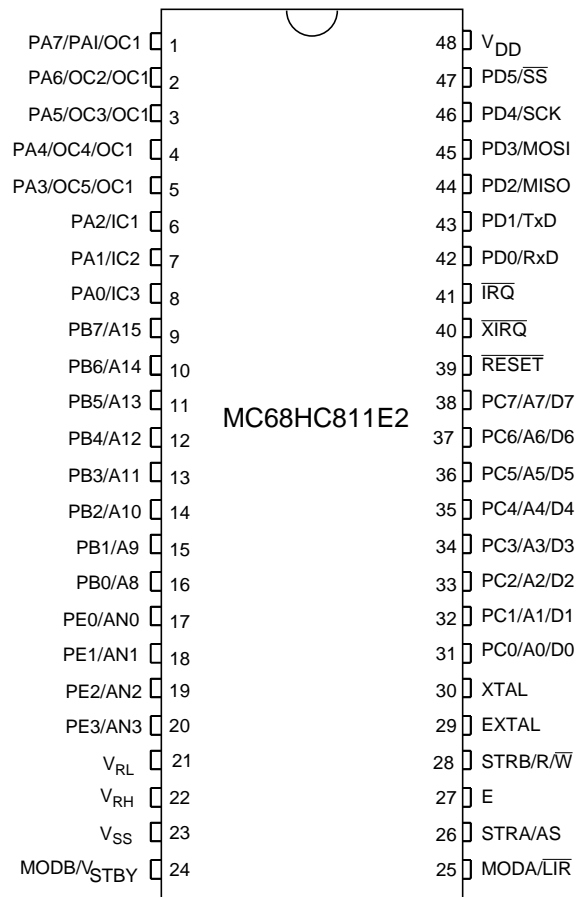 PA7/PAI/OC1 1 48 VDD
PA6/OC2/OC1 2 47 PD5/S̅S̅
PA5/OC3/OC1 3 46 PD4/SCK
PA4/OC4/OC1 4 45 PD3/MOSI
PA3/OC5/OC1 5 44 PD2/MISO
PA2/IC1 6 43 PD1/TxD
PA1/IC2 7 42 PD0/RxD
PA0/IC3 8 41 I̅R̅Q̅
PB7/A15 9 40 X̅I̅R̅Q̅
PB6/A14 10 39 R̅E̅S̅E̅T̅
PB5/A13 11 38 PC7/A7/D7
MC68HC811E2
PB4/A12 12 37 PC6/A6/D6
PB3/A11 13 36 PC5/A5/D5
PB2/A10 14 35 PC4/A4/D4
PB1/A9 15 34 PC3/A3/D3
PB0/A8 16 33 PC2/A2/D2
PE0/AN0 17 32 PC1/A1/D1
PE1/AN1 18 31 PC0/A0/D0
PE2/AN2 19 30 XTAL
PE3/AN3 20 29 EXTAL
VRL 21 28 STRB/R/W̅
VRH 22 27 E
VSS 23 26 STRA/AS
MODB/VSTBY 24 25 MODA/L̅I̅R̅